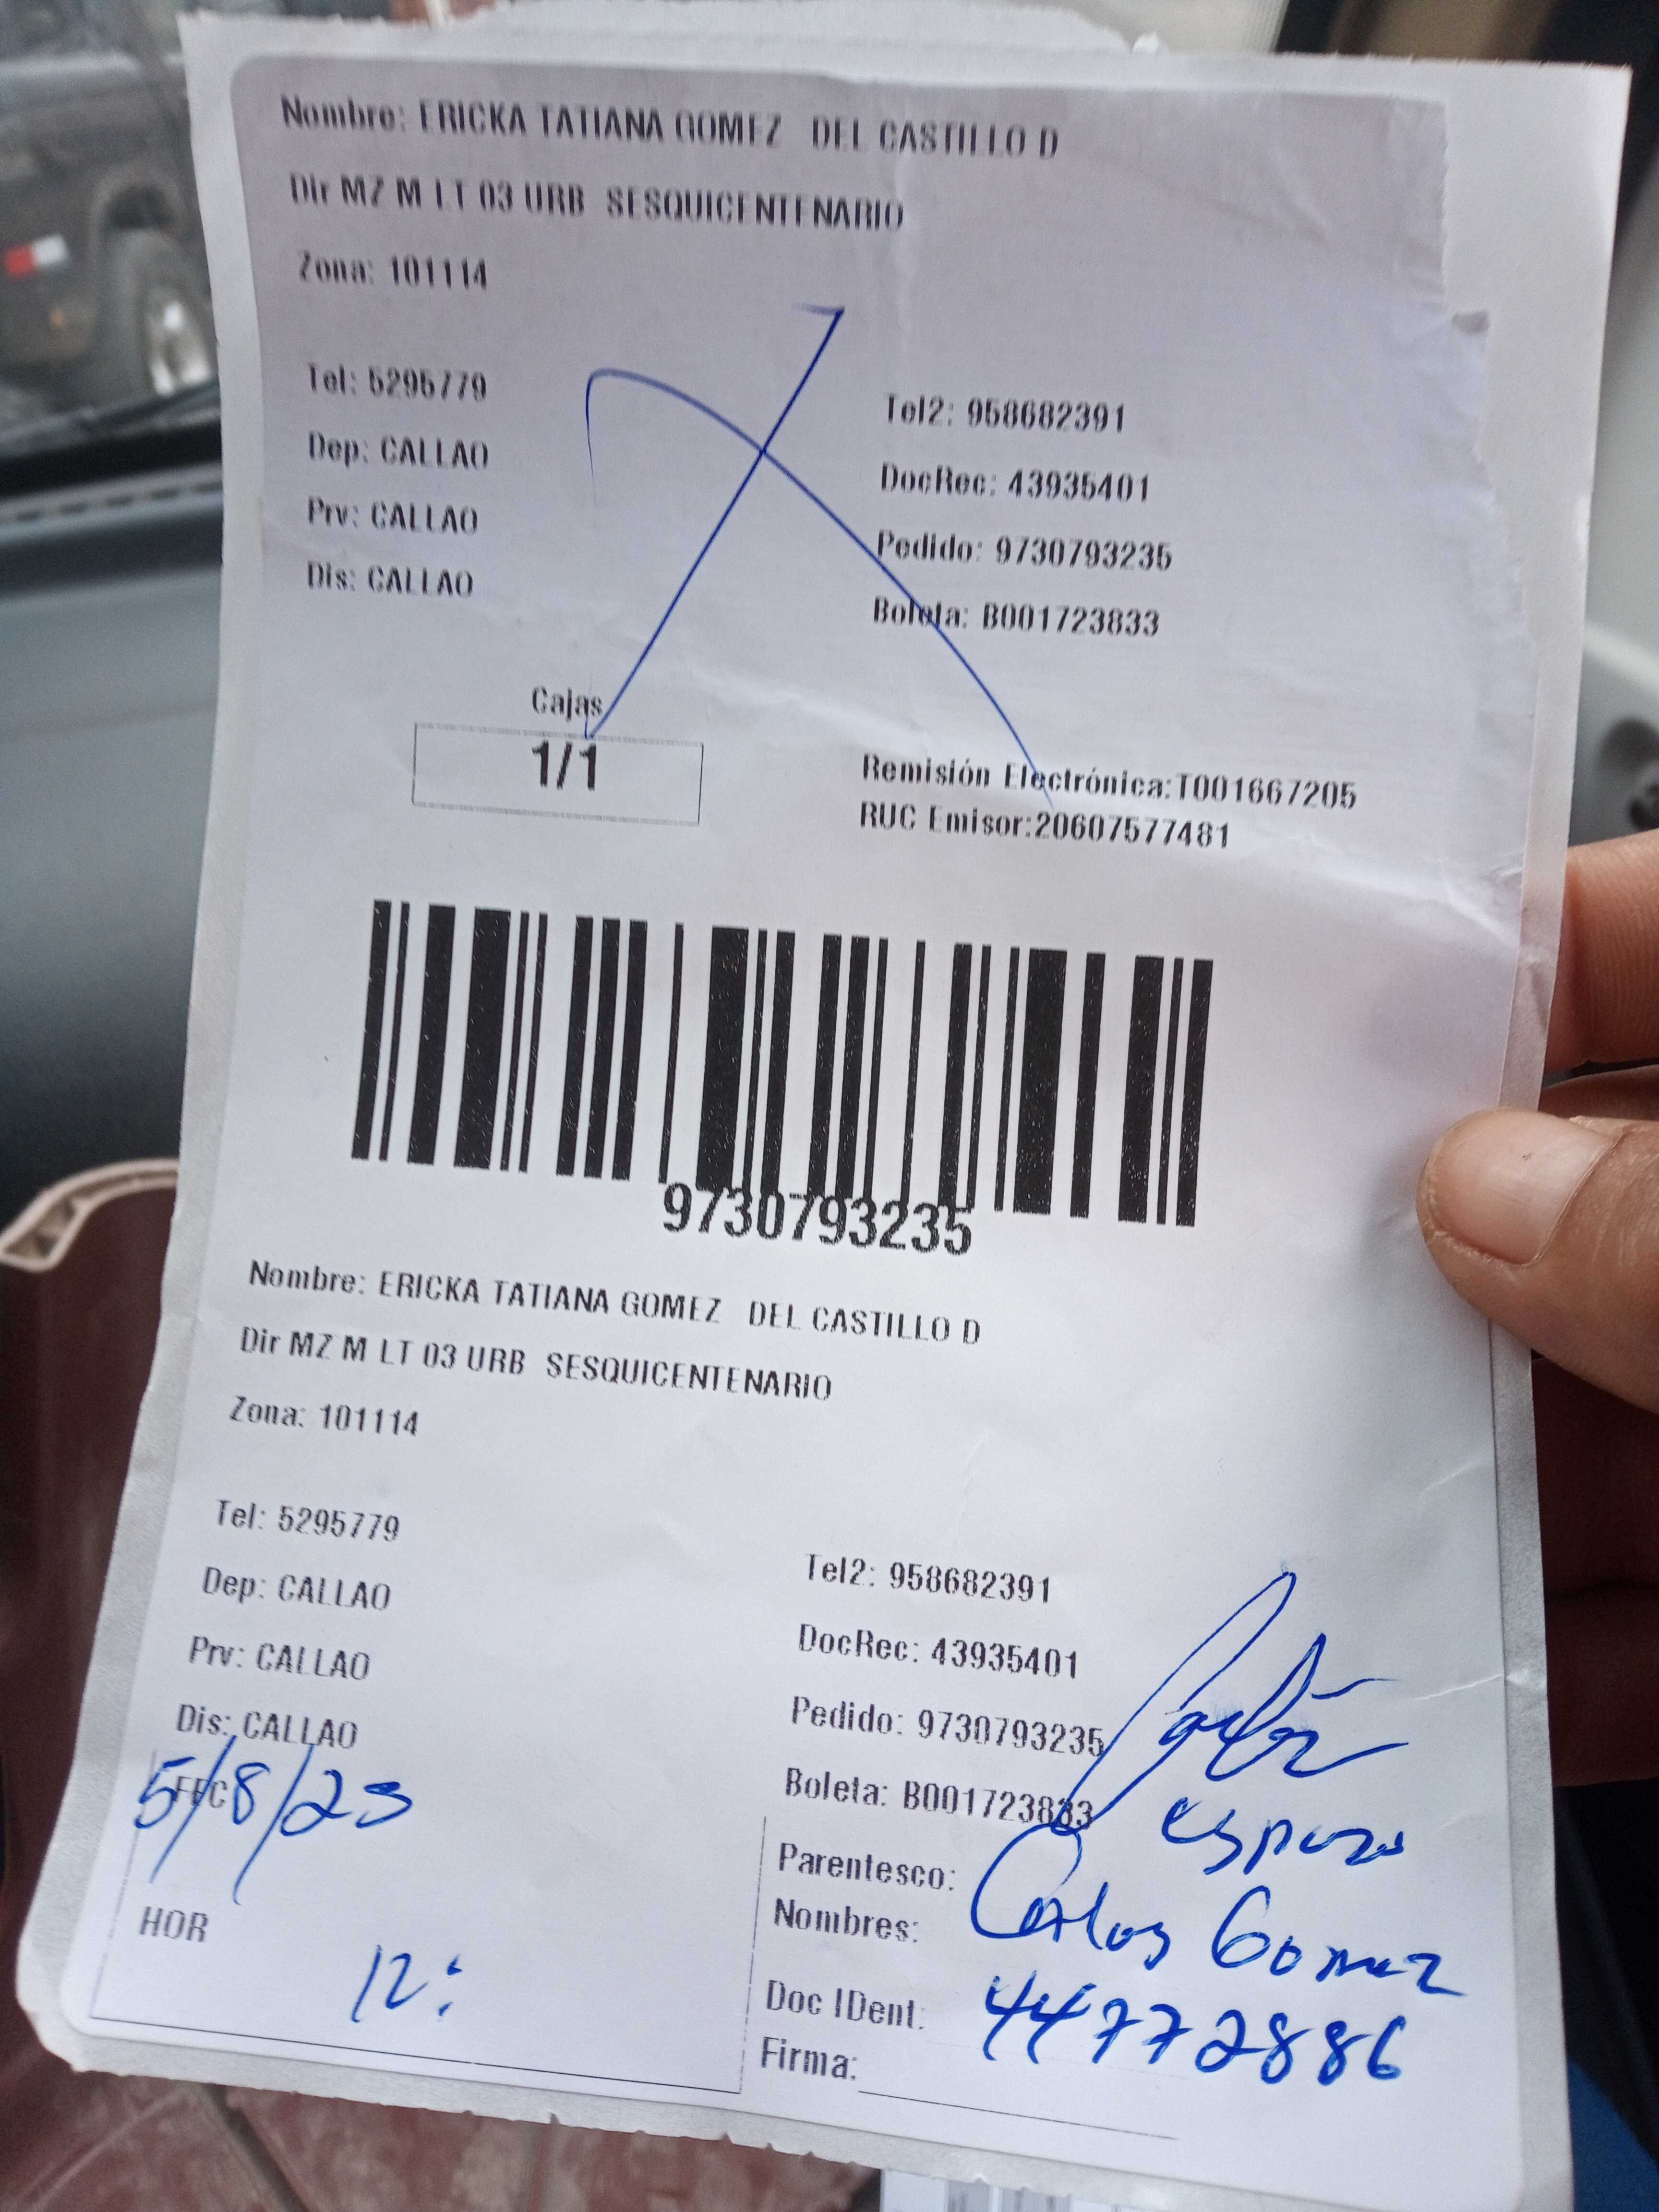 Nombre: ERICKA TATIANA GOMEZ DEL CASTILLO D
Dir MZ M LT 03 URB SESQUICENTENARIO
Zona: 101114
Tel: 5295779
Tel2: 958682391
Dep: CALLAO
DocRec: 43935401
Prv: CALLAO
Pedido: 9730793235
Dis: CALLAO
Boleta: B001723833
Cajas
1/1
Remisión Electrónica:T001667205
RUC Emisor:20607577481
9730793235
Nombre: ERICKA TATIANA GOMEZ DEL CASTILLO D
Dir MZ M LT 03 URB SESQUICENTENARIO
Zona: 101114
Tel: 5295779
Tel2: 958682391
Dep: CALLAO
DocRec: 43935401
Prv: CALLAO
Pedido: 9730793235
Dis: CALLAO
Boleta: B001723833
FEC 5/8/23
Parentesco: esposo
Nombres: Carlos Gomez
HOR 12:
Doc IDent: 44772886
Firma: